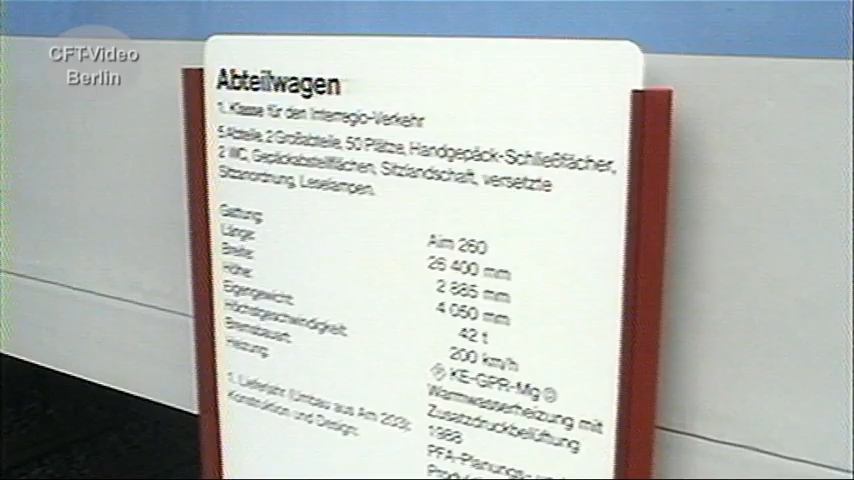 CFT-Video
Berlin
Abteilwagen
1. Klasse für den Interregio-Verkehr
5 Abteile, 2 Großabteile, 50 Plätze, Handgepäck-Schließfächer,
2 WC, Gepäckabstellflächen, Sitzlandschaft, versetzte
Sitzanordnung, Leselampen.
Gattung: Aim 260
Länge: 26 400 mm
Breite: 2 885 mm
Höhe: 4 050 mm
Eigengewicht: 42 t
Höchstgeschwindigkeit: 200 km/h
Bremsbauart: KE-GPR-Mg
Heizung: Warmwasserheizung mit
Zusatzdruckbelüftung
1. Lieferjahr (Umbau aus Am 203): 1988
Konstruktion und Design: PFA-Planungs-